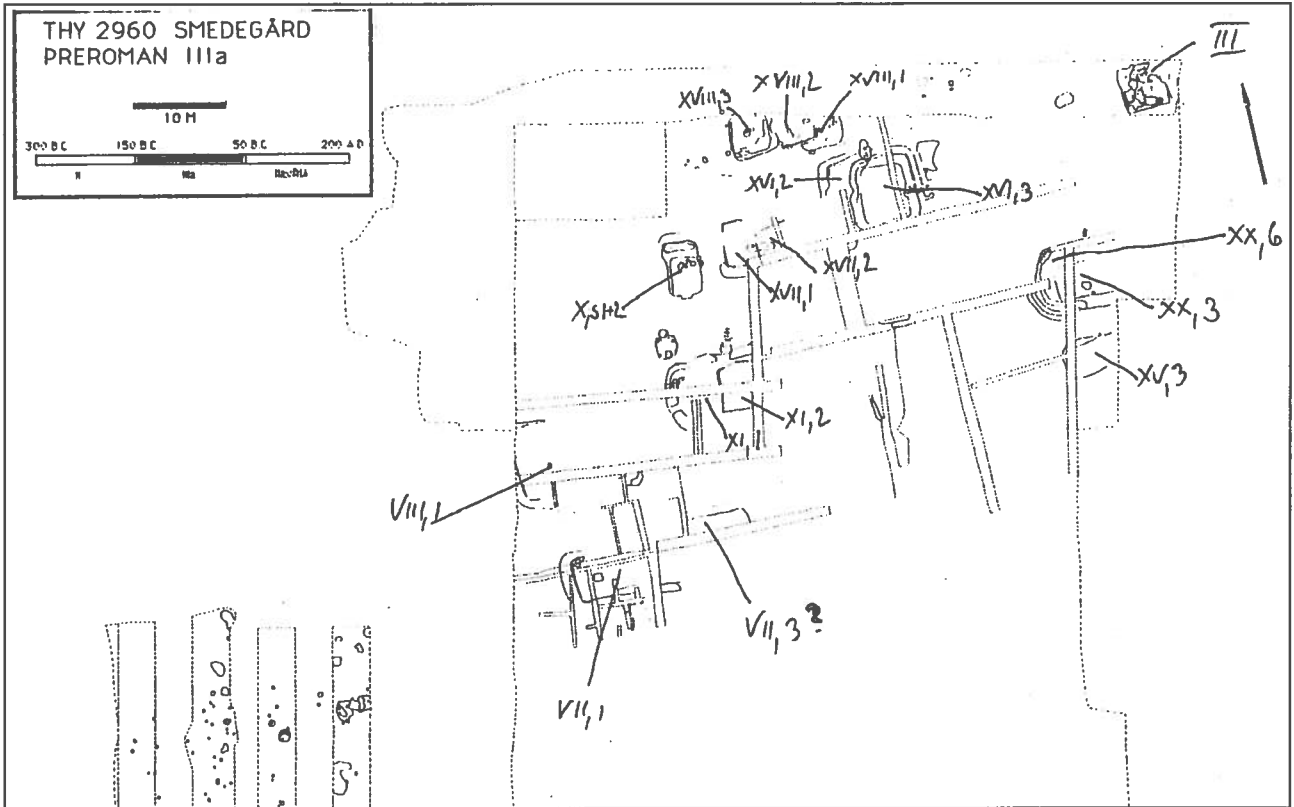 THY 2960 SMEDEGÅRD
PREROMAN IIIa
10 M
300 BC 150 BC 50 BC 200 AD
II IIIa
III
XVIII,3 XVIII,2 XVIII,1
XVI,2 XVI,3
XX,6
XVII,2
XVII,1
XX,3
XV,3
XI,2
XI,1
VIII,1
VII,3?
VII,1